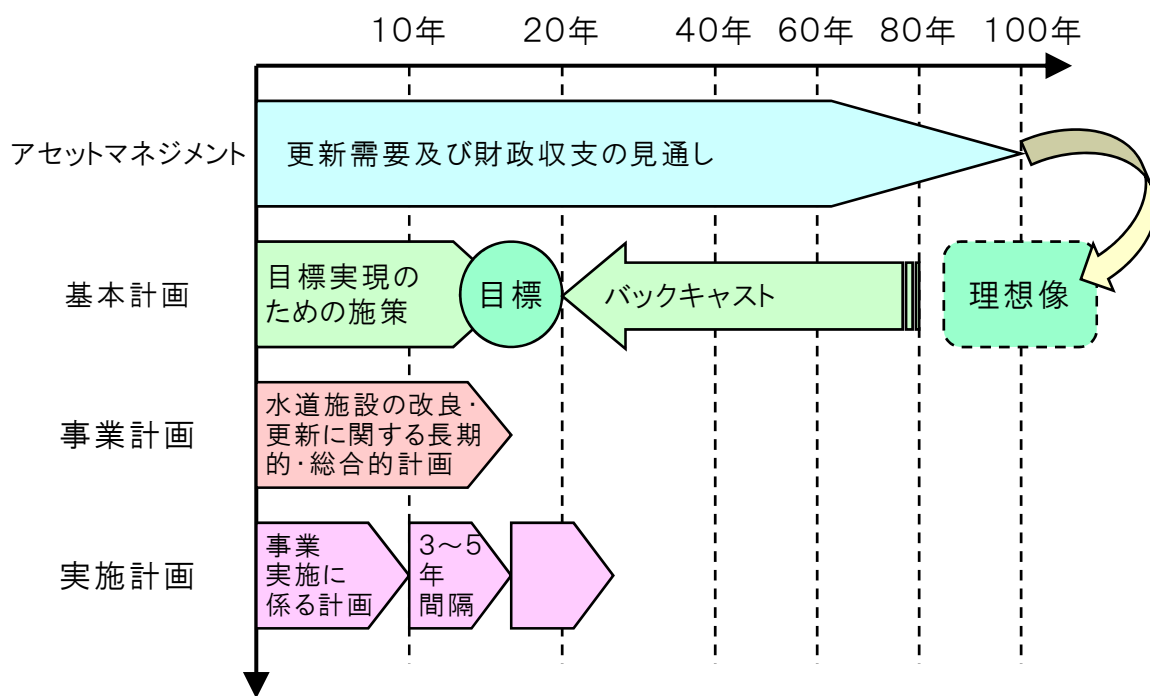 10年 20年 40年 60年 80年 100年
アセットマネジメント
更新需要及び財政収支の見通し
基本計画
目標実現の
ための施策
目標
バックキャスト
理想像
事業計画
水道施設の改良・
更新に関する長期
的・総合的計画
実施計画
事業
実施に
係る計画
3～5
年
間隔